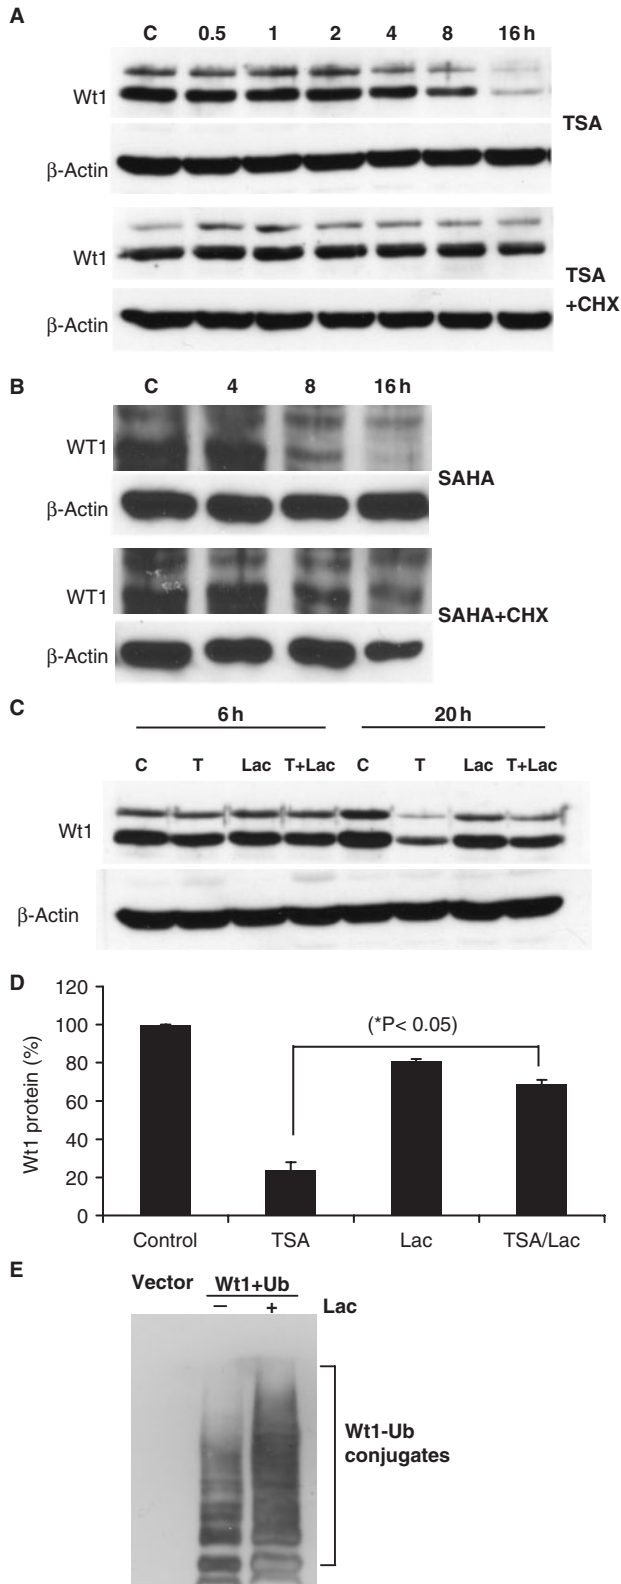 A
C 0.5 1 2 4 8 16 h
Wt1
TSA
β-Actin
Wt1
TSA
+CHX
β-Actin
B
C 4 8 16 h
WT1
SAHA
β-Actin
WT1
SAHA+CHX
β-Actin
C
6 h 20 h
C T Lac T+Lac C T Lac T+Lac
Wt1
β-Actin
D
120
100
80
60
40
20
0
Wt1 protein (%)
(*P< 0.05)
Control TSA Lac TSA/Lac
E
Vector Wt1+Ub
– + Lac
Wt1-Ub
conjugates